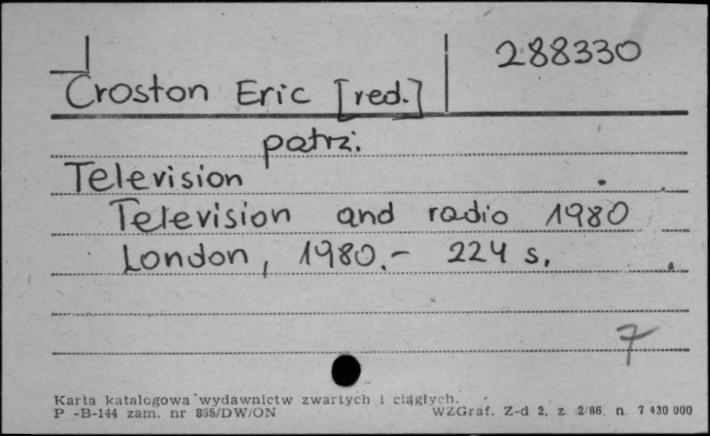 288330
Croston Eric [red.]
patrz.
Television
Television and radio 1980
London, 1980.- 224 s.
7
Karta katalogowa wydawnictw zwartych i ciągłych.
P -B-144 zam. nr 835/DW/ON WZGraf. Z-d 2, z. 2/86. n. 7 430 000